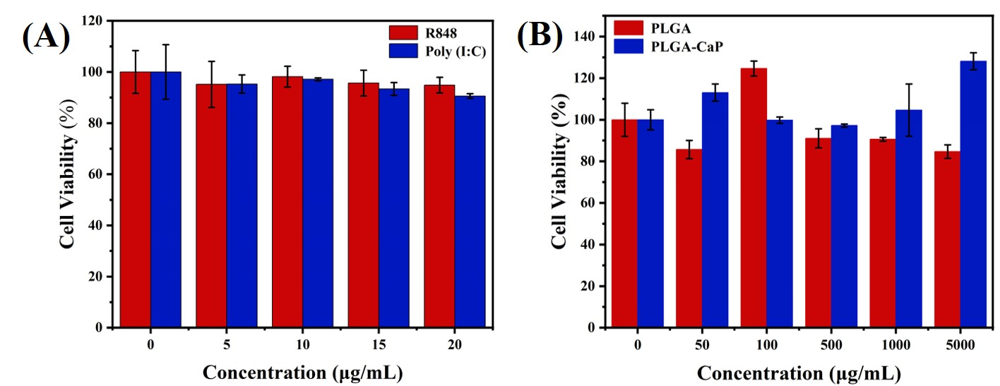 (A)
120
100
80
60
40
20
0
Cell Viability (%)
R848
Poly (I:C)
0 5 10 15 20
Concentration (μg/mL)
(B)
140
120
100
80
60
40
20
0
Cell Viability (%)
PLGA
PLGA-CaP
0 50 100 500 1000 5000
Concentration (μg/mL)